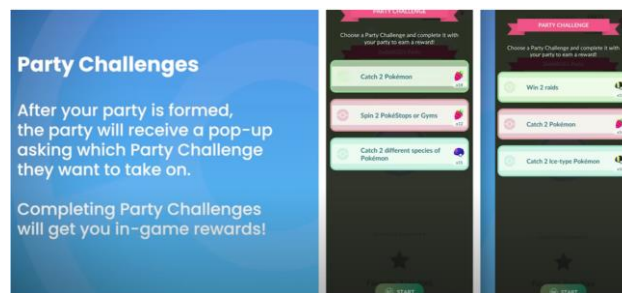 Party Challenges
After your party is formed,
the party will receive a pop-up
asking which Party Challenge
they want to take on.
Completing Party Challenges
will get you in-game rewards!
PARTY CHALLENGE
Choose a Party Challenge and complete it with
your party to earn a reward!
Catch 2 Pokémon
Spin 2 PokéStops or Gyms
Catch 2 different species of
Pokémon
START
PARTY CHALLENGE
Choose a Party Challenge and complete it with
your party to earn a reward!
Win 2 raids
Catch 2 Pokémon
Catch 2 Ice-type Pokémon
START